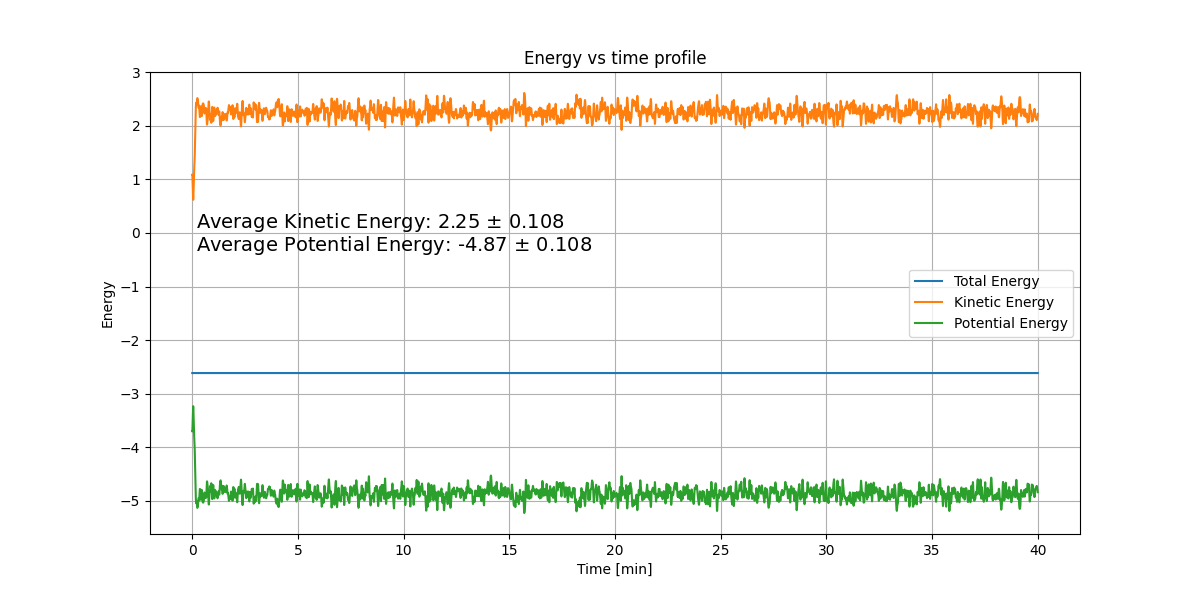 Energy vs time profile
3
2
1
0
−1
−2
−3
−4
−5
Energy
Average Kinetic Energy: 2.25 ± 0.108
Average Potential Energy: -4.87 ± 0.108
Total Energy
Kinetic Energy
Potential Energy
0 5 10 15 20 25 30 35 40
Time [min]